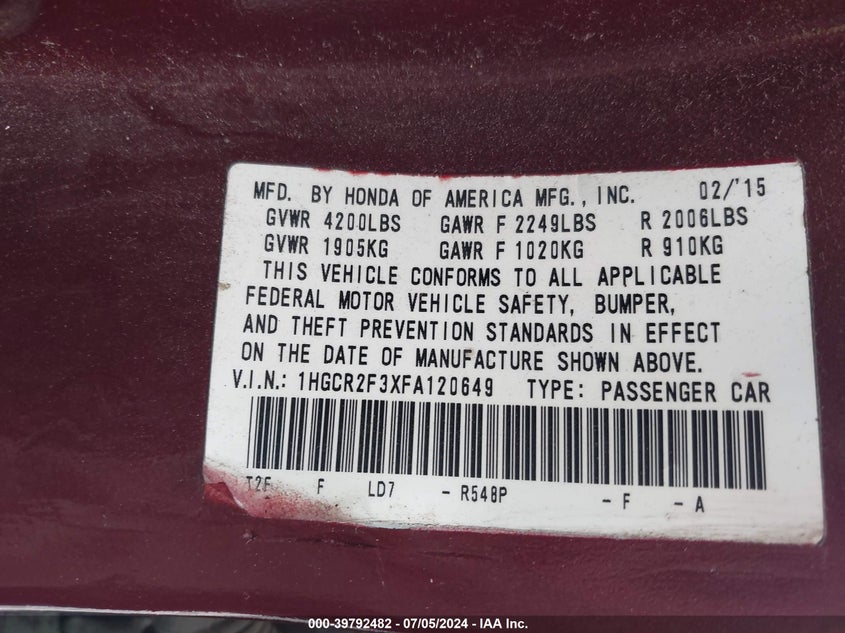 MFD. BY HONDA OF AMERICA MFG., INC. 02/'15
GVWR 4200LBS GAWR F 2249LBS R 2006LBS
GVWR 1905KG GAWR F 1020KG R 910KG
THIS VEHICLE CONFORMS TO ALL APPLICABLE
FEDERAL MOTOR VEHICLE SAFETY, BUMPER,
AND THEFT PREVENTION STANDARDS IN EFFECT
ON THE DATE OF MANUFACTURE SHOWN ABOVE.
V.I.N.: 1HGCR2F3XFA120649 TYPE: PASSENGER CAR
F LD7 - R548P - F - A
000-39792482 - 07/05/2024 - IAA Inc.